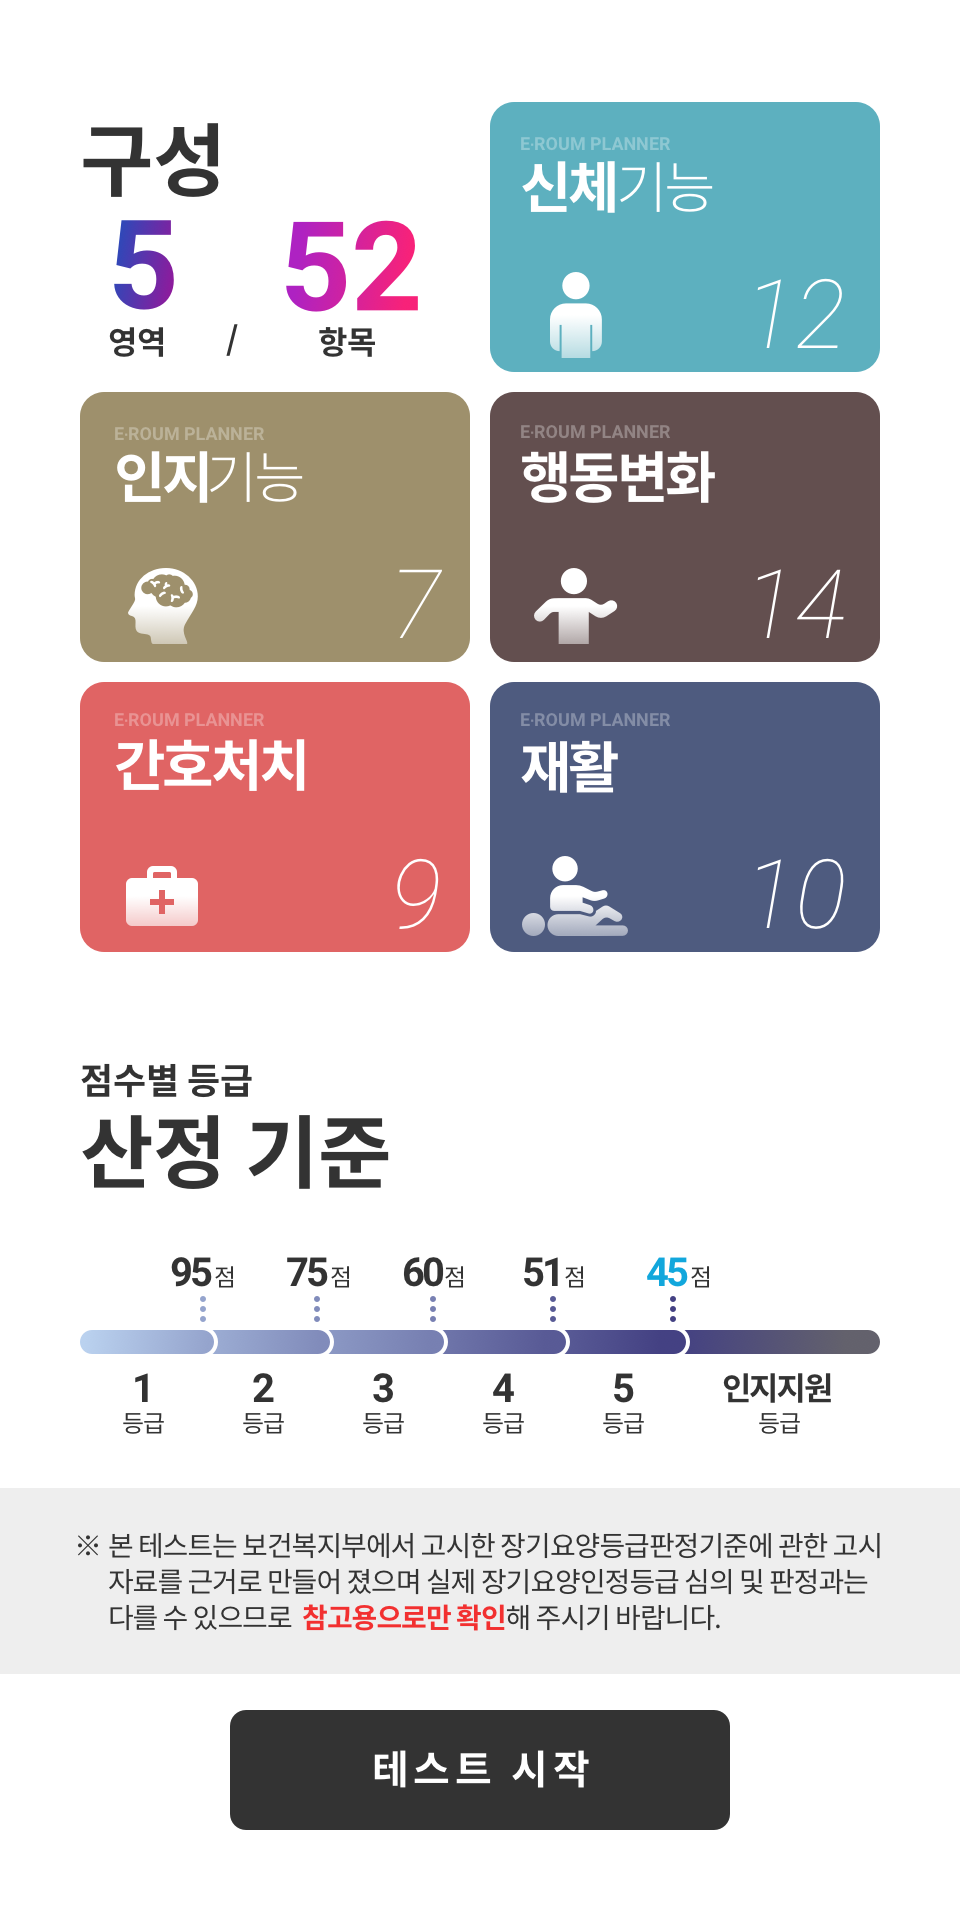 구성
5 52
영역 / 항목
E·ROUM PLANNER
신체기능
12
E·ROUM PLANNER
인지기능
7
E·ROUM PLANNER
행동변화
14
E·ROUM PLANNER
간호처치
9
E·ROUM PLANNER
재활
10
점수별 등급
산정 기준
95점 75점 60점 51점 45점
1 2 3 4 5 인지지원
등급 등급 등급 등급 등급 등급
※ 본 테스트는 보건복지부에서 고시한 장기요양등급판정기준에 관한 고시
자료를 근거로 만들어 졌으며 실제 장기요양인정등급 심의 및 판정과는
다를 수 있으므로 참고용으로만 확인해 주시기 바랍니다.
테스트 시작